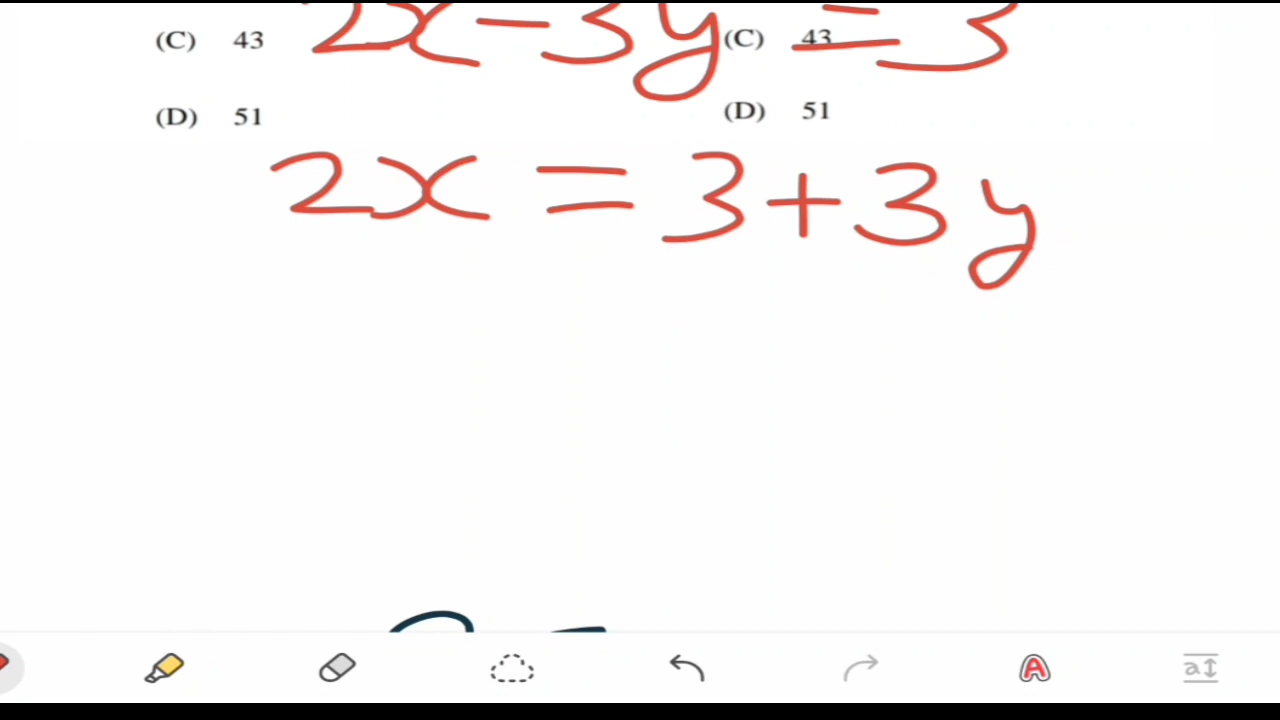 (C) 43 (C) 43
2x - 3y = 3
(D) 51 (D) 51
2x = 3 + 3y
A
a